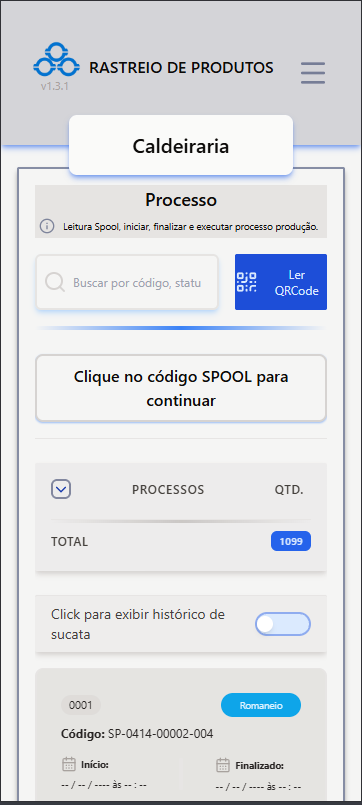 RASTREIO DE PRODUTOS
v1.3.1
Caldeiraria
Processo
Leitura Spool, iniciar, finalizar e executar processo produção.
Buscar por código, statu
Ler
QRCode
Clique no código SPOOL para
continuar
PROCESSOS QTD.
TOTAL 1099
Click para exibir histórico de
sucata
0001 Romaneio
Código: SP-0414-00002-004
Início: Finalizado:
-- / -- / ---- às -- : -- -- / -- / ---- às -- : --